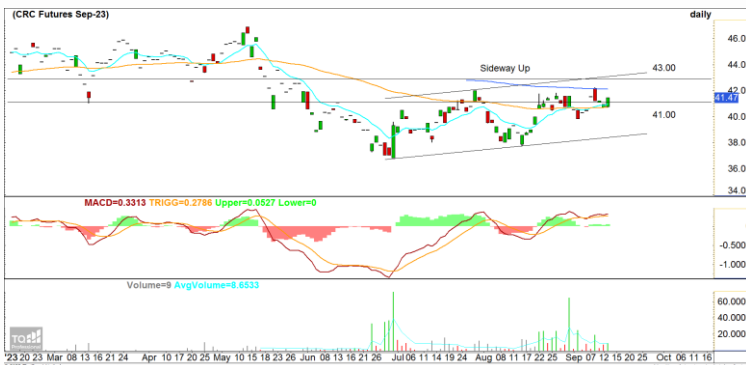 (CRC Futures Sep-23) daily
46.0
Sideway Up 43.00
44.0
42.0
41.47
41.00
40.0
38.0
36.0
34.0
MACD=0.3313 TRIGG=0.2786 Upper=0.0527 Lower=0
0.000
-0.500
-1.000
Volume=9 AvgVolume=8.6533
60.000
40.000
20.000
TQ
Professional
'23 20 23 Mar 08 13 16 21 24 Apr 10 19 20 May 10 15 18 23 Jun 08 13 16 21 26 Jul 06 11 14 19 24 Aug 08 11 17 22 25 Sep 07 12 15 20 25 Oct 06 11 16